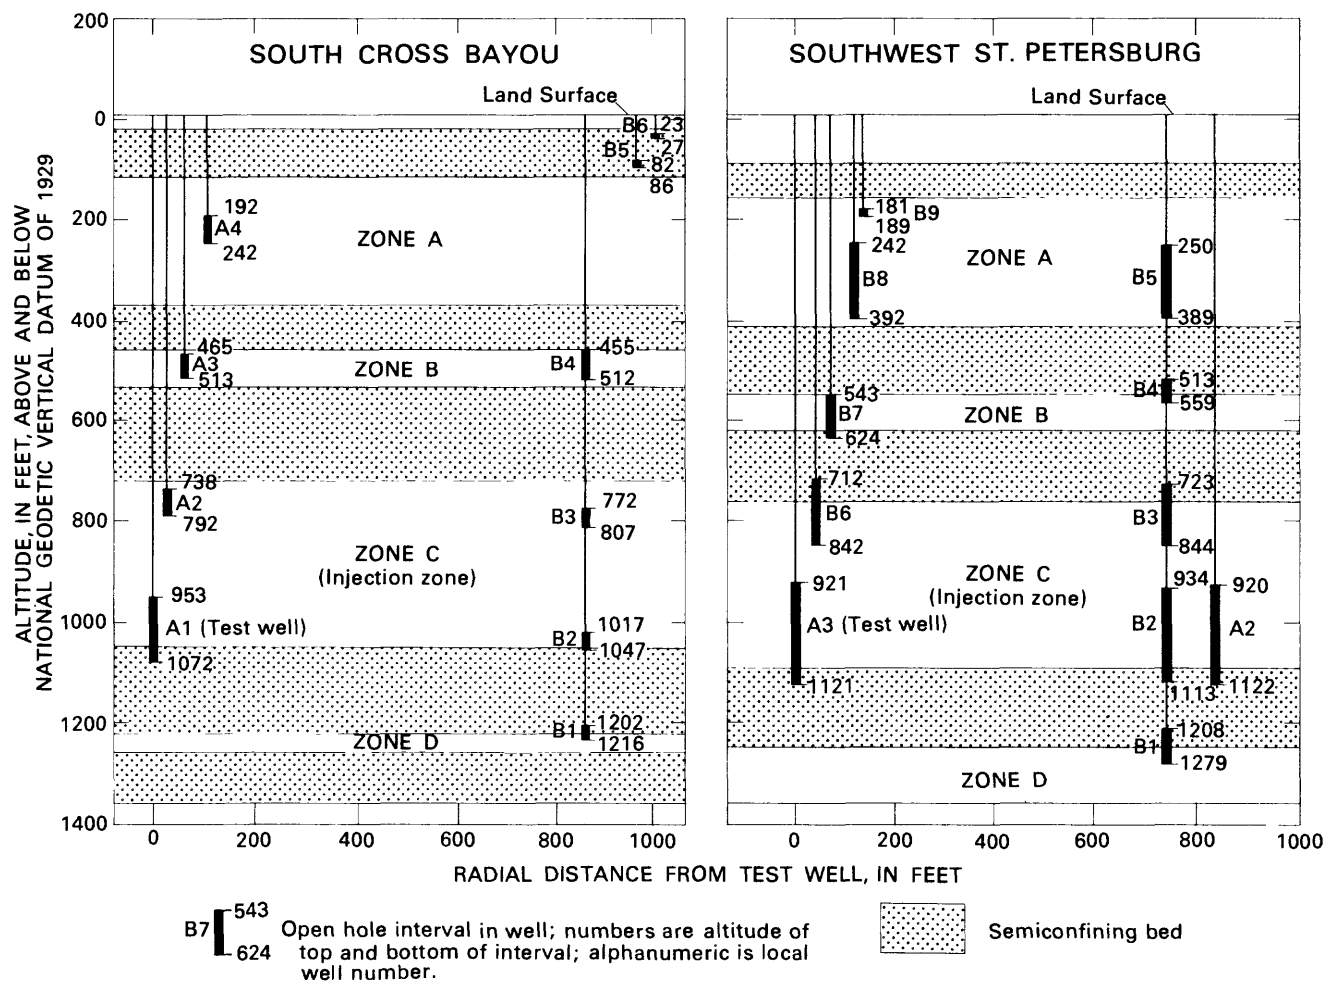 ALTITUDE, IN FEET, ABOVE AND BELOW
NATIONAL GEODETIC VERTICAL DATUM OF 1929
200
0
200
400
600
800
1000
1200
1400
SOUTH CROSS BAYOU
Land Surface
B6 23
27
B5 82
86
192
A4
242
ZONE A
465
A3
513
455
B4
512
ZONE B
738
A2
792
772
B3
807
ZONE C
(Injection zone)
953
A1 (Test well)
1072
1017
B2
1047
1202
B1
1216
ZONE D
0 200 400 600 800 1000
SOUTHWEST ST. PETERSBURG
Land Surface
181
B9
189
242
B8
392
ZONE A
250
B5
389
513
B4
559
543
B7
624
ZONE B
712
B6
842
723
B3
844
ZONE C
(Injection zone)
921
A3 (Test well)
1121
934
B2
1113
920
A2
1122
1208
B1
1279
ZONE D
0 200 400 600 800 1000
RADIAL DISTANCE FROM TEST WELL, IN FEET
543
B7
624
Open hole interval in well; numbers are altitude of
top and bottom of interval; alphanumeric is local
well number.
Semiconfining bed